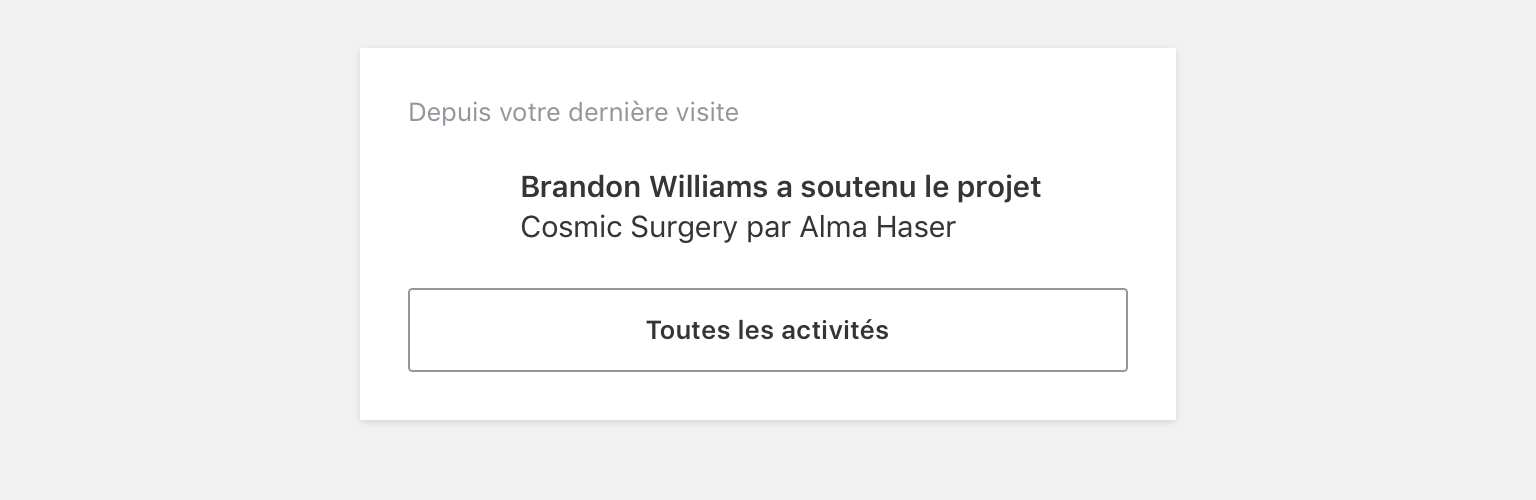 Depuis votre dernière visite
Brandon Williams a soutenu le projet
Cosmic Surgery par Alma Haser
Toutes les activités